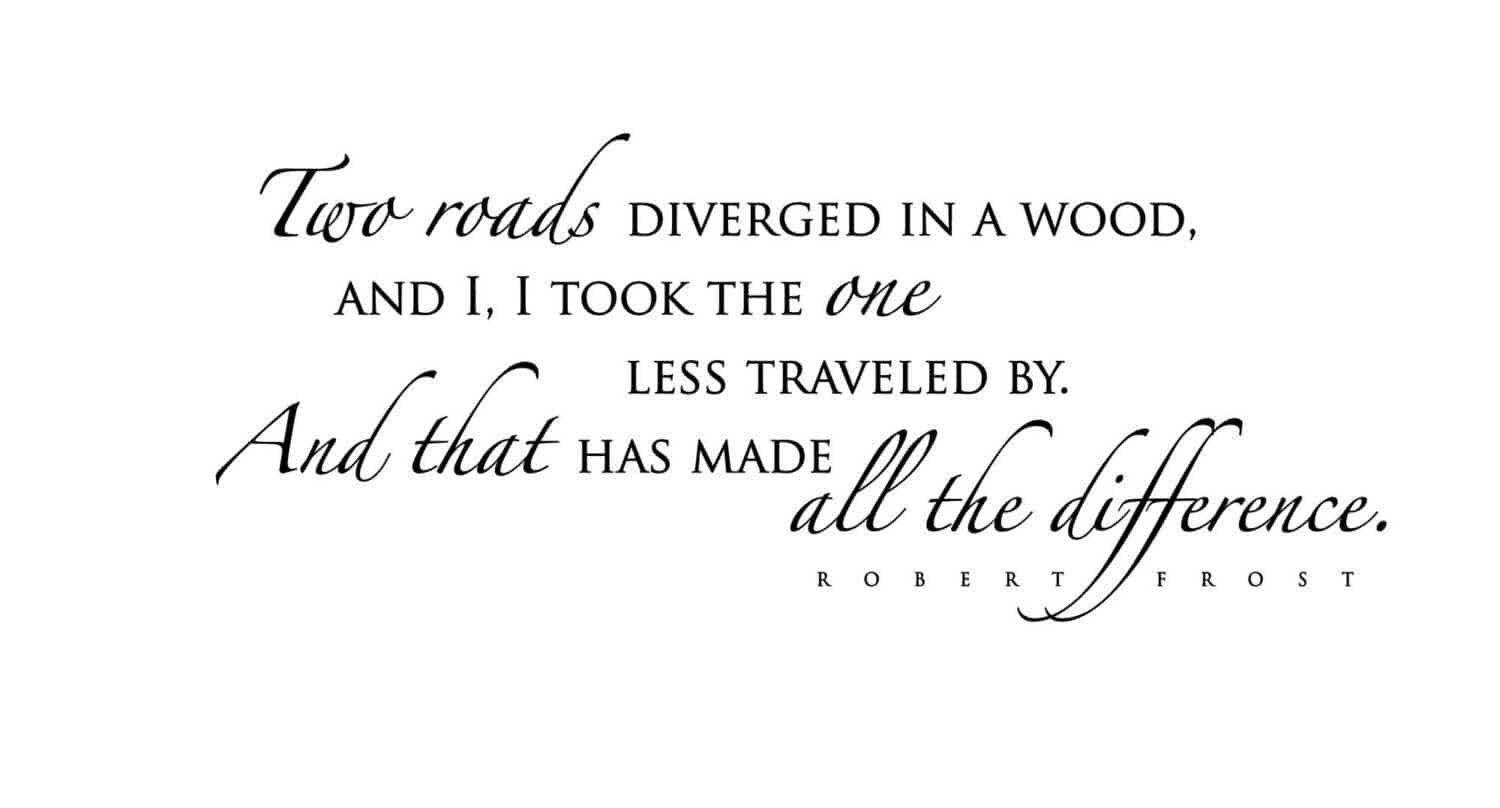 Two roads DIVERGED IN A WOOD,
AND I, I TOOK THE one
LESS TRAVELED BY.
And that HAS MADE
all the difference.
ROBERT FROST